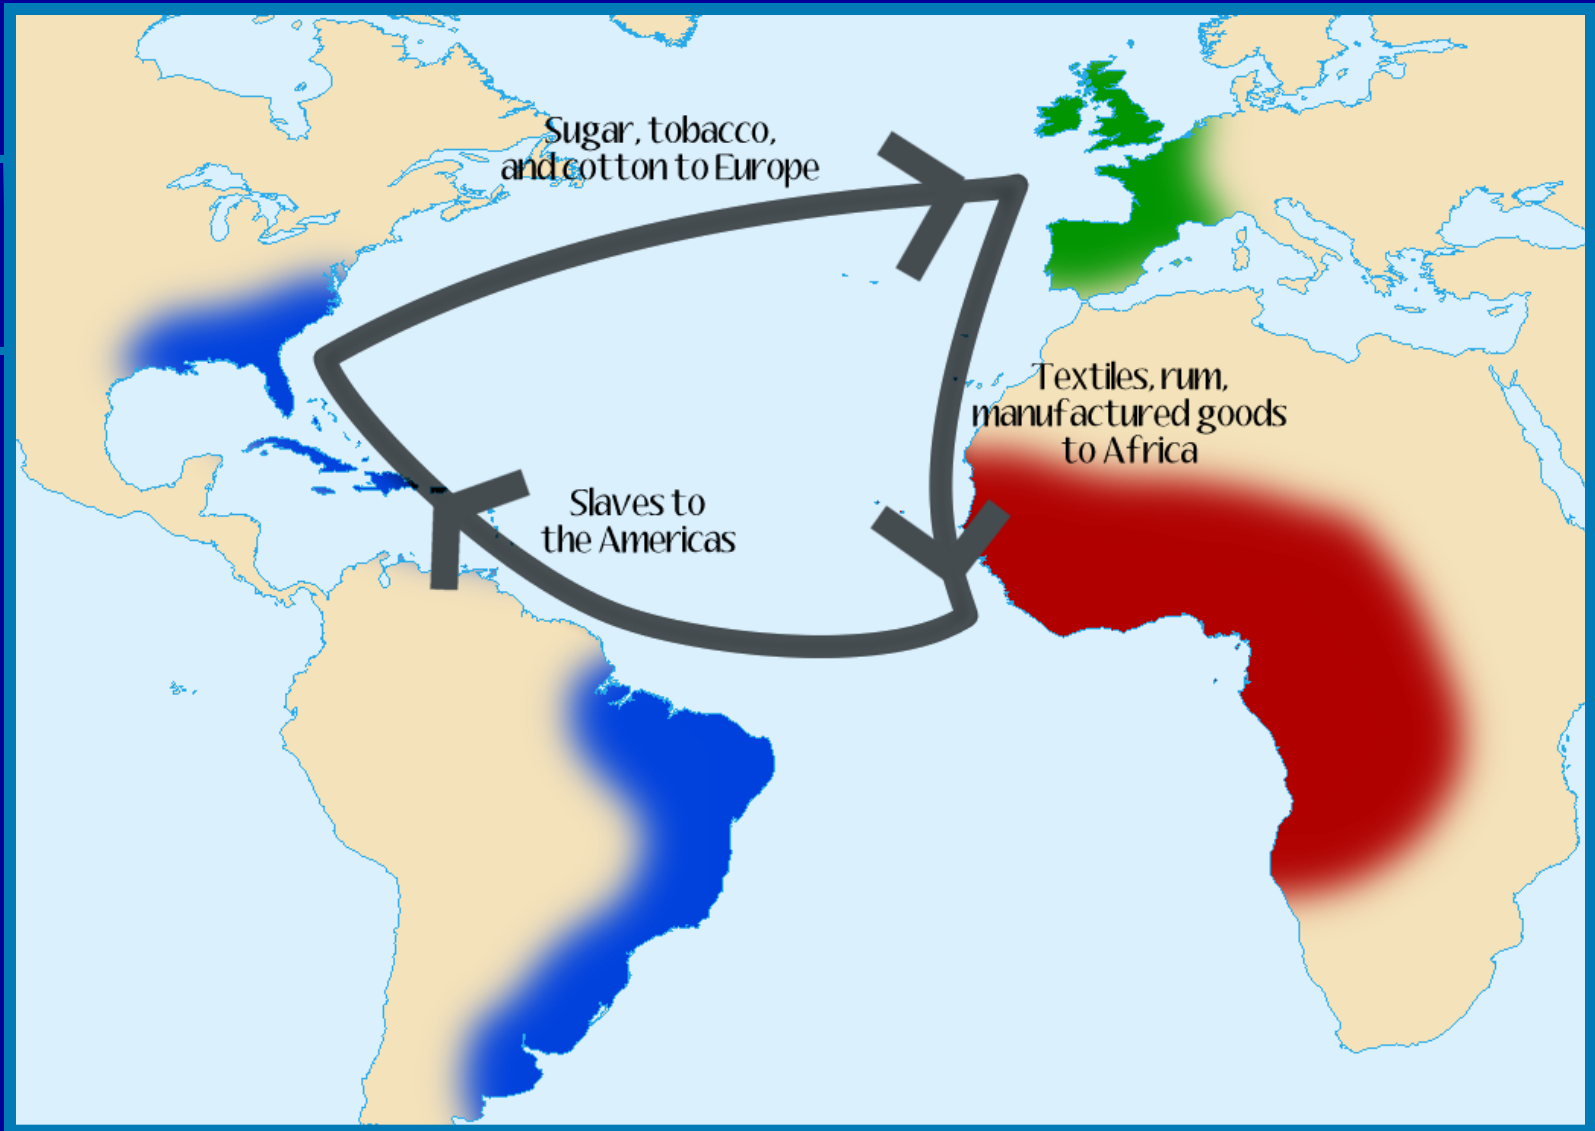 Sugar, tobacco,
and cotton to Europe
Textiles, rum,
manufactured goods
to Africa
Slaves to
the Americas